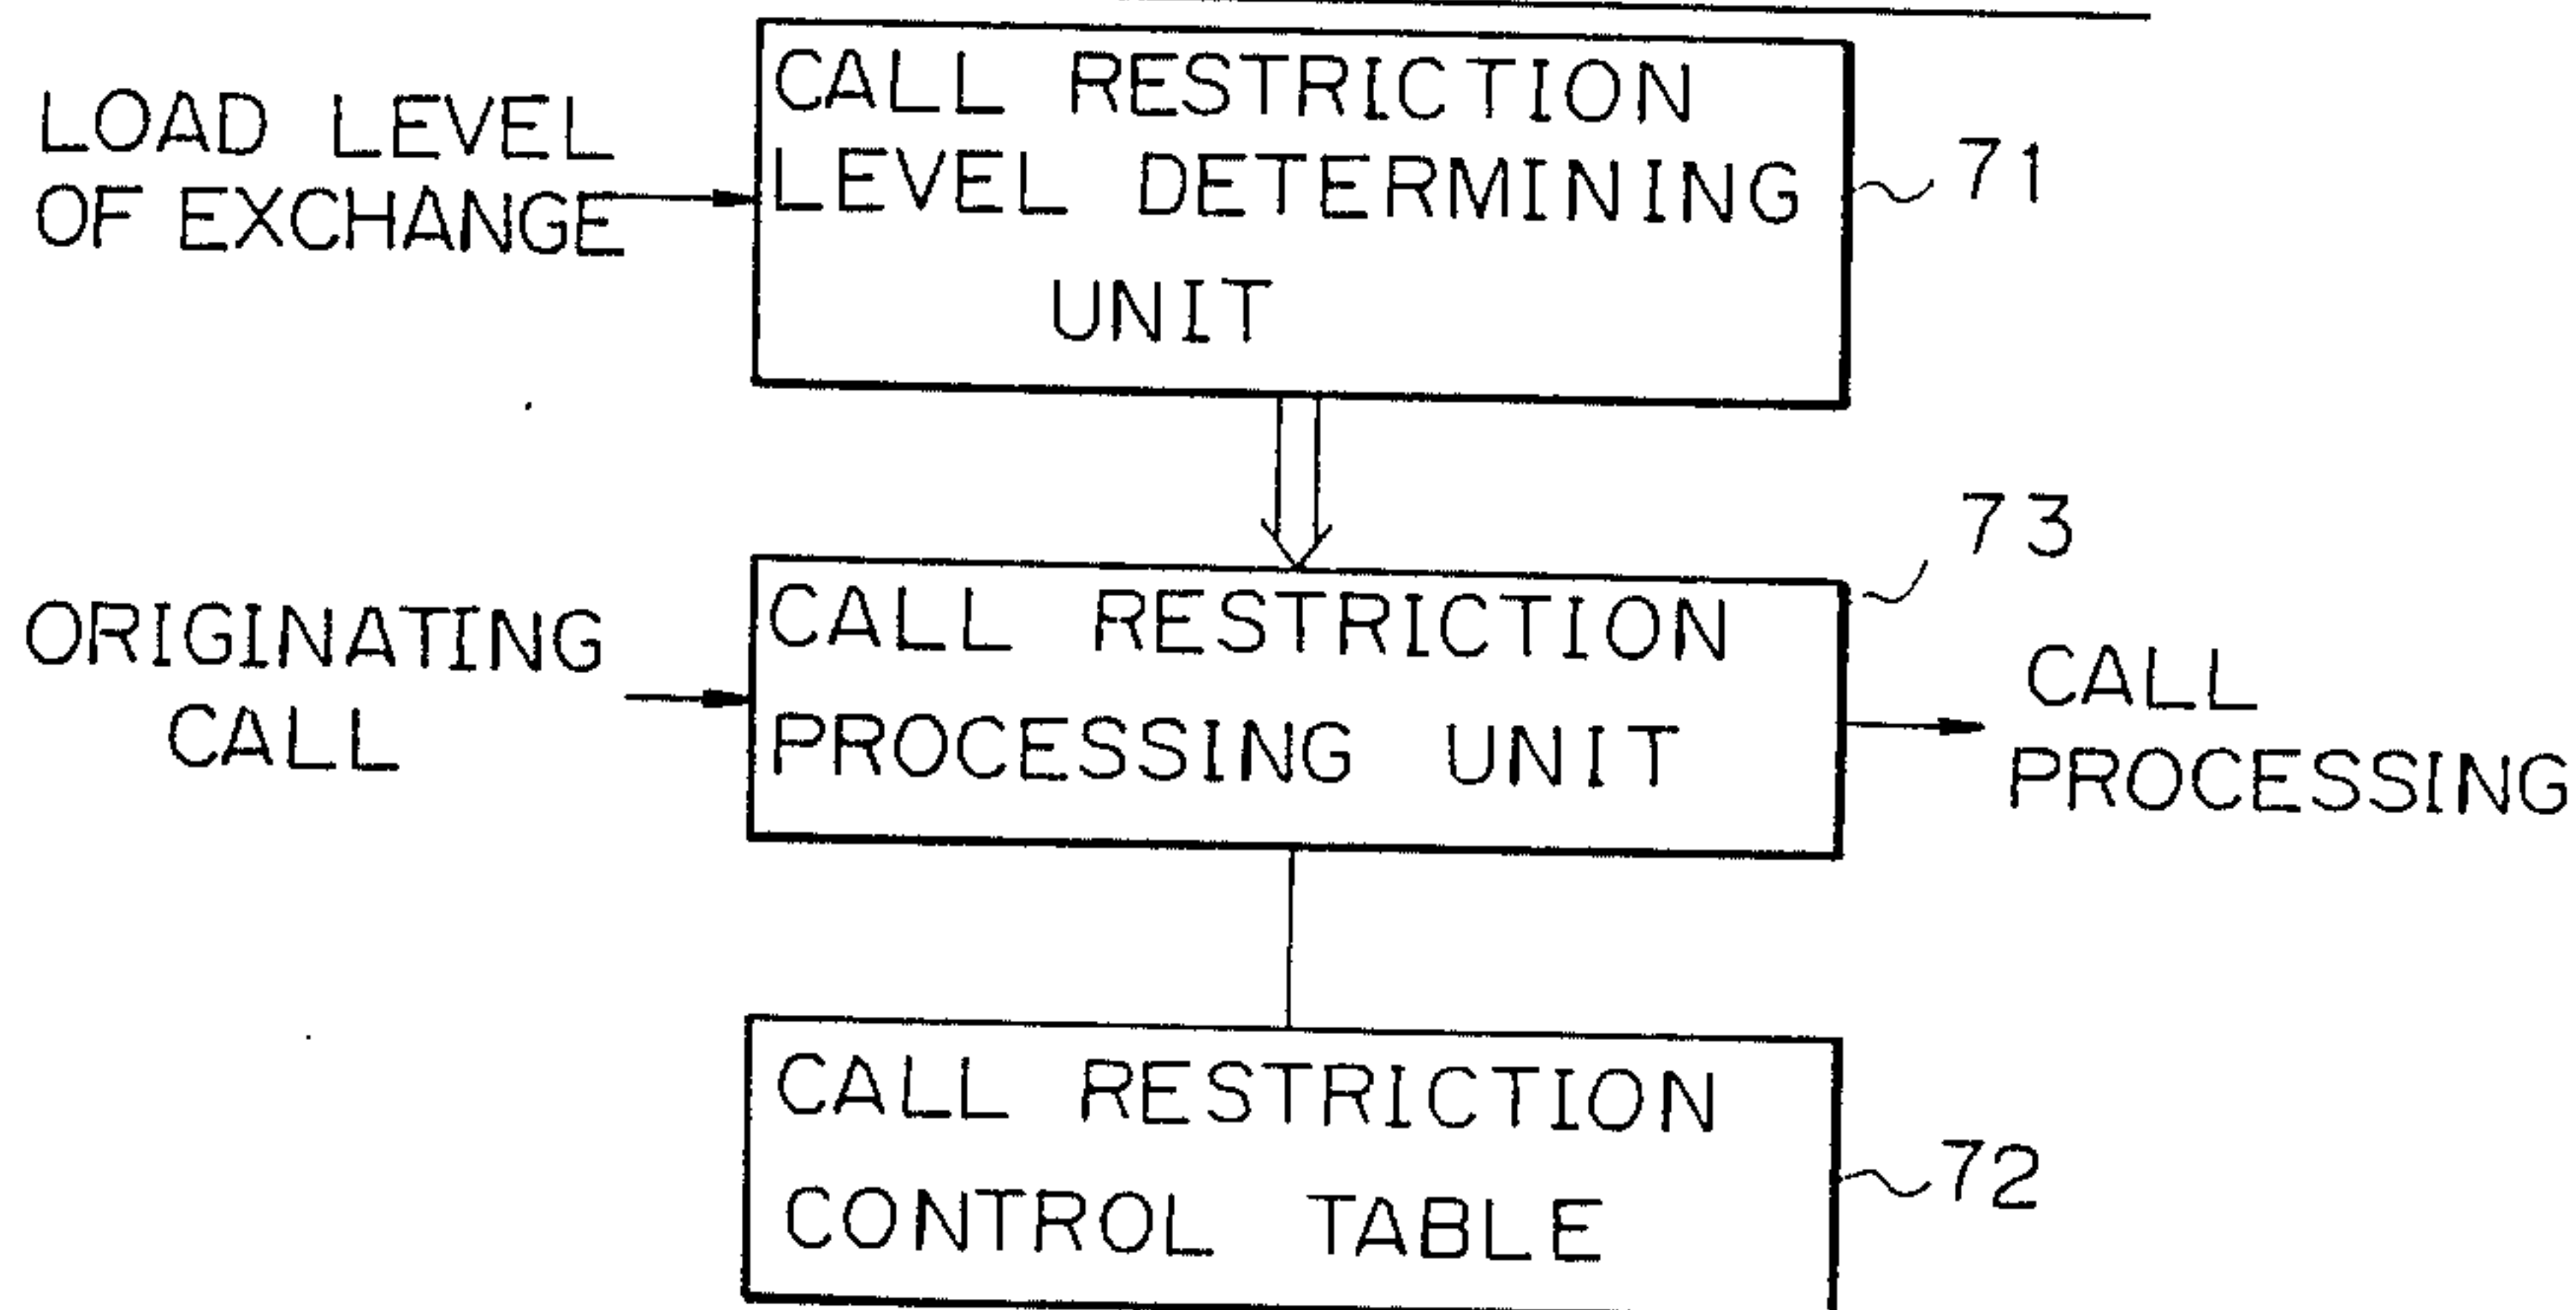 CALL RESTRICTION
LEVEL DETERMINING
UNIT
LOAD LEVEL
OF EXCHANGE
71
CALL RESTRICTION
PROCESSING UNIT
73
ORIGINATING
CALL
CALL
PROCESSING
CALL RESTRICTION
CONTROL TABLE
72